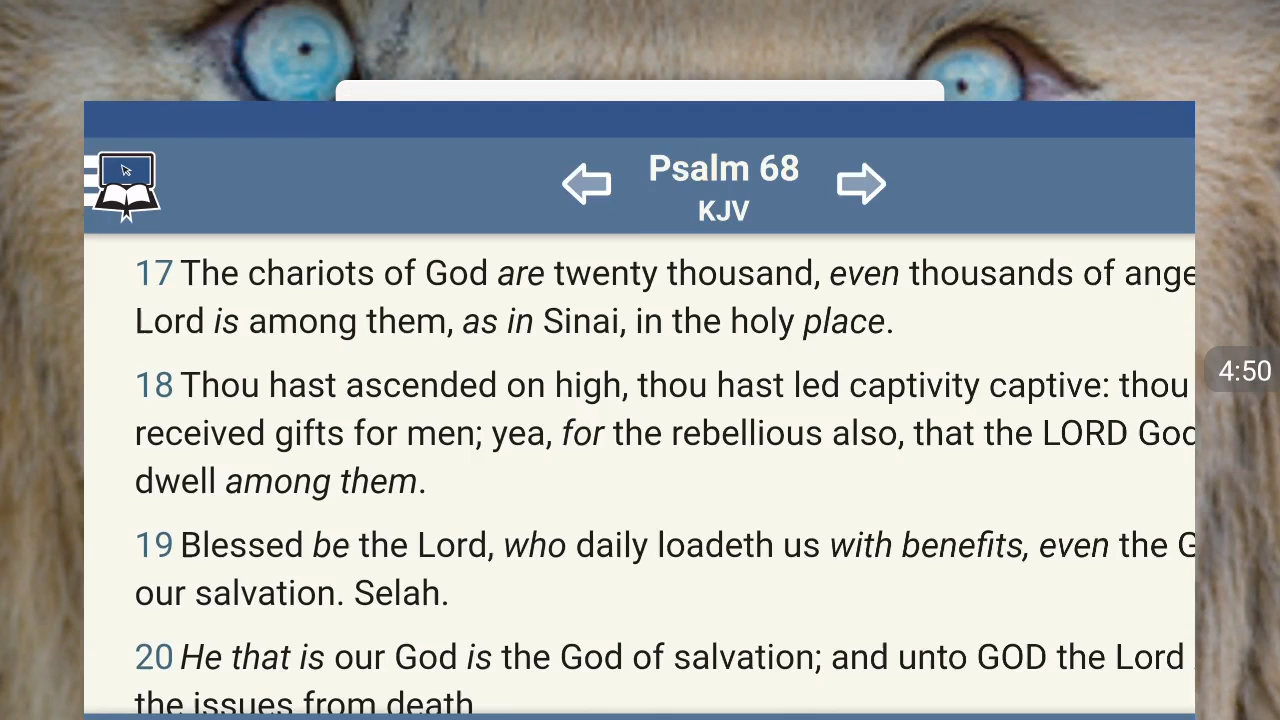 Psalm 68
KJV
17 The chariots of God are twenty thousand, even thousands of ange
Lord is among them, as in Sinai, in the holy place.
4:50
18 Thou hast ascended on high, thou hast led captivity captive: thou
received gifts for men; yea, for the rebellious also, that the LORD God
dwell among them.
19 Blessed be the Lord, who daily loadeth us with benefits, even the G
our salvation. Selah.
20 He that is our God is the God of salvation; and unto GOD the Lord
the issues from death